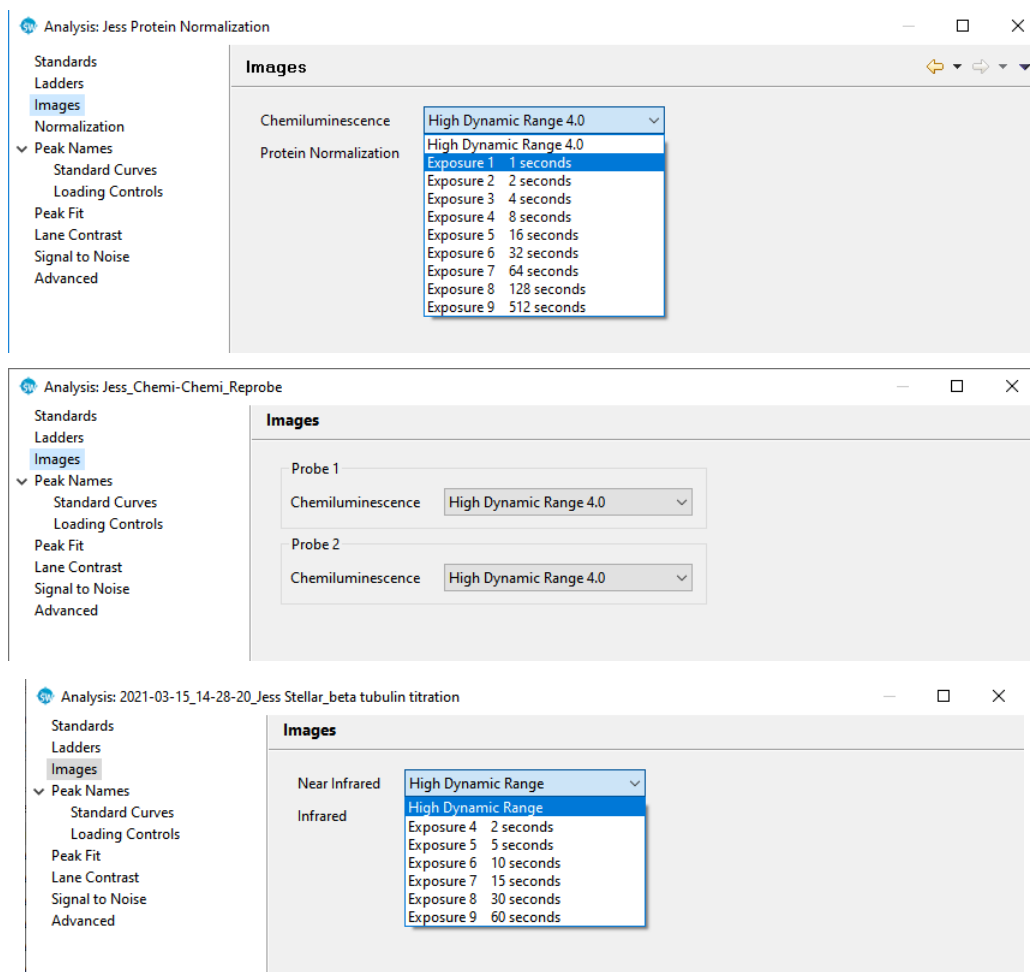 Analysis: Jess Protein Normalization
Standards
Ladders
Images
Normalization
Peak Names
Standard Curves
Loading Controls
Peak Fit
Lane Contrast
Signal to Noise
Advanced
Images
Chemiluminescence High Dynamic Range 4.0
Protein Normalization
High Dynamic Range 4.0
Exposure 1 1 seconds
Exposure 2 2 seconds
Exposure 3 4 seconds
Exposure 4 8 seconds
Exposure 5 16 seconds
Exposure 6 32 seconds
Exposure 7 64 seconds
Exposure 8 128 seconds
Exposure 9 512 seconds
Analysis: Jess_Chemi-Chemi_Reprobe
Standards
Ladders
Images
Peak Names
Standard Curves
Loading Controls
Peak Fit
Lane Contrast
Signal to Noise
Advanced
Images
Probe 1
Chemiluminescence High Dynamic Range 4.0
Probe 2
Chemiluminescence High Dynamic Range 4.0
Analysis: 2021-03-15_14-28-20_Jess Stellar_beta tubulin titration
Standards
Ladders
Images
Peak Names
Standard Curves
Loading Controls
Peak Fit
Lane Contrast
Signal to Noise
Advanced
Images
Near Infrared High Dynamic Range
Infrared
High Dynamic Range
Exposure 4 2 seconds
Exposure 5 5 seconds
Exposure 6 10 seconds
Exposure 7 15 seconds
Exposure 8 30 seconds
Exposure 9 60 seconds